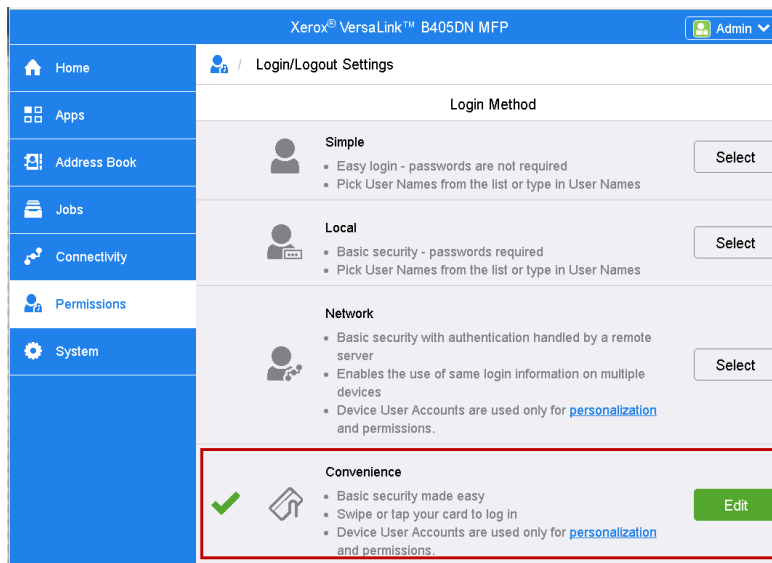 Xerox® VersaLink™ B405DN MFP
Admin
Home
Apps
Address Book
Jobs
Connectivity
Permissions
System
/ Login/Logout Settings
Login Method
Simple
• Easy login - passwords are not required
• Pick User Names from the list or type in User Names
Select
Local
• Basic security - passwords required
• Pick User Names from the list or type in User Names
Select
Network
• Basic security with authentication handled by a remote
server
• Enables the use of same login information on multiple
devices
• Device User Accounts are used only for personalization
and permissions.
Select
Convenience
• Basic security made easy
• Swipe or tap your card to log in
• Device User Accounts are used only for personalization
and permissions.
Edit